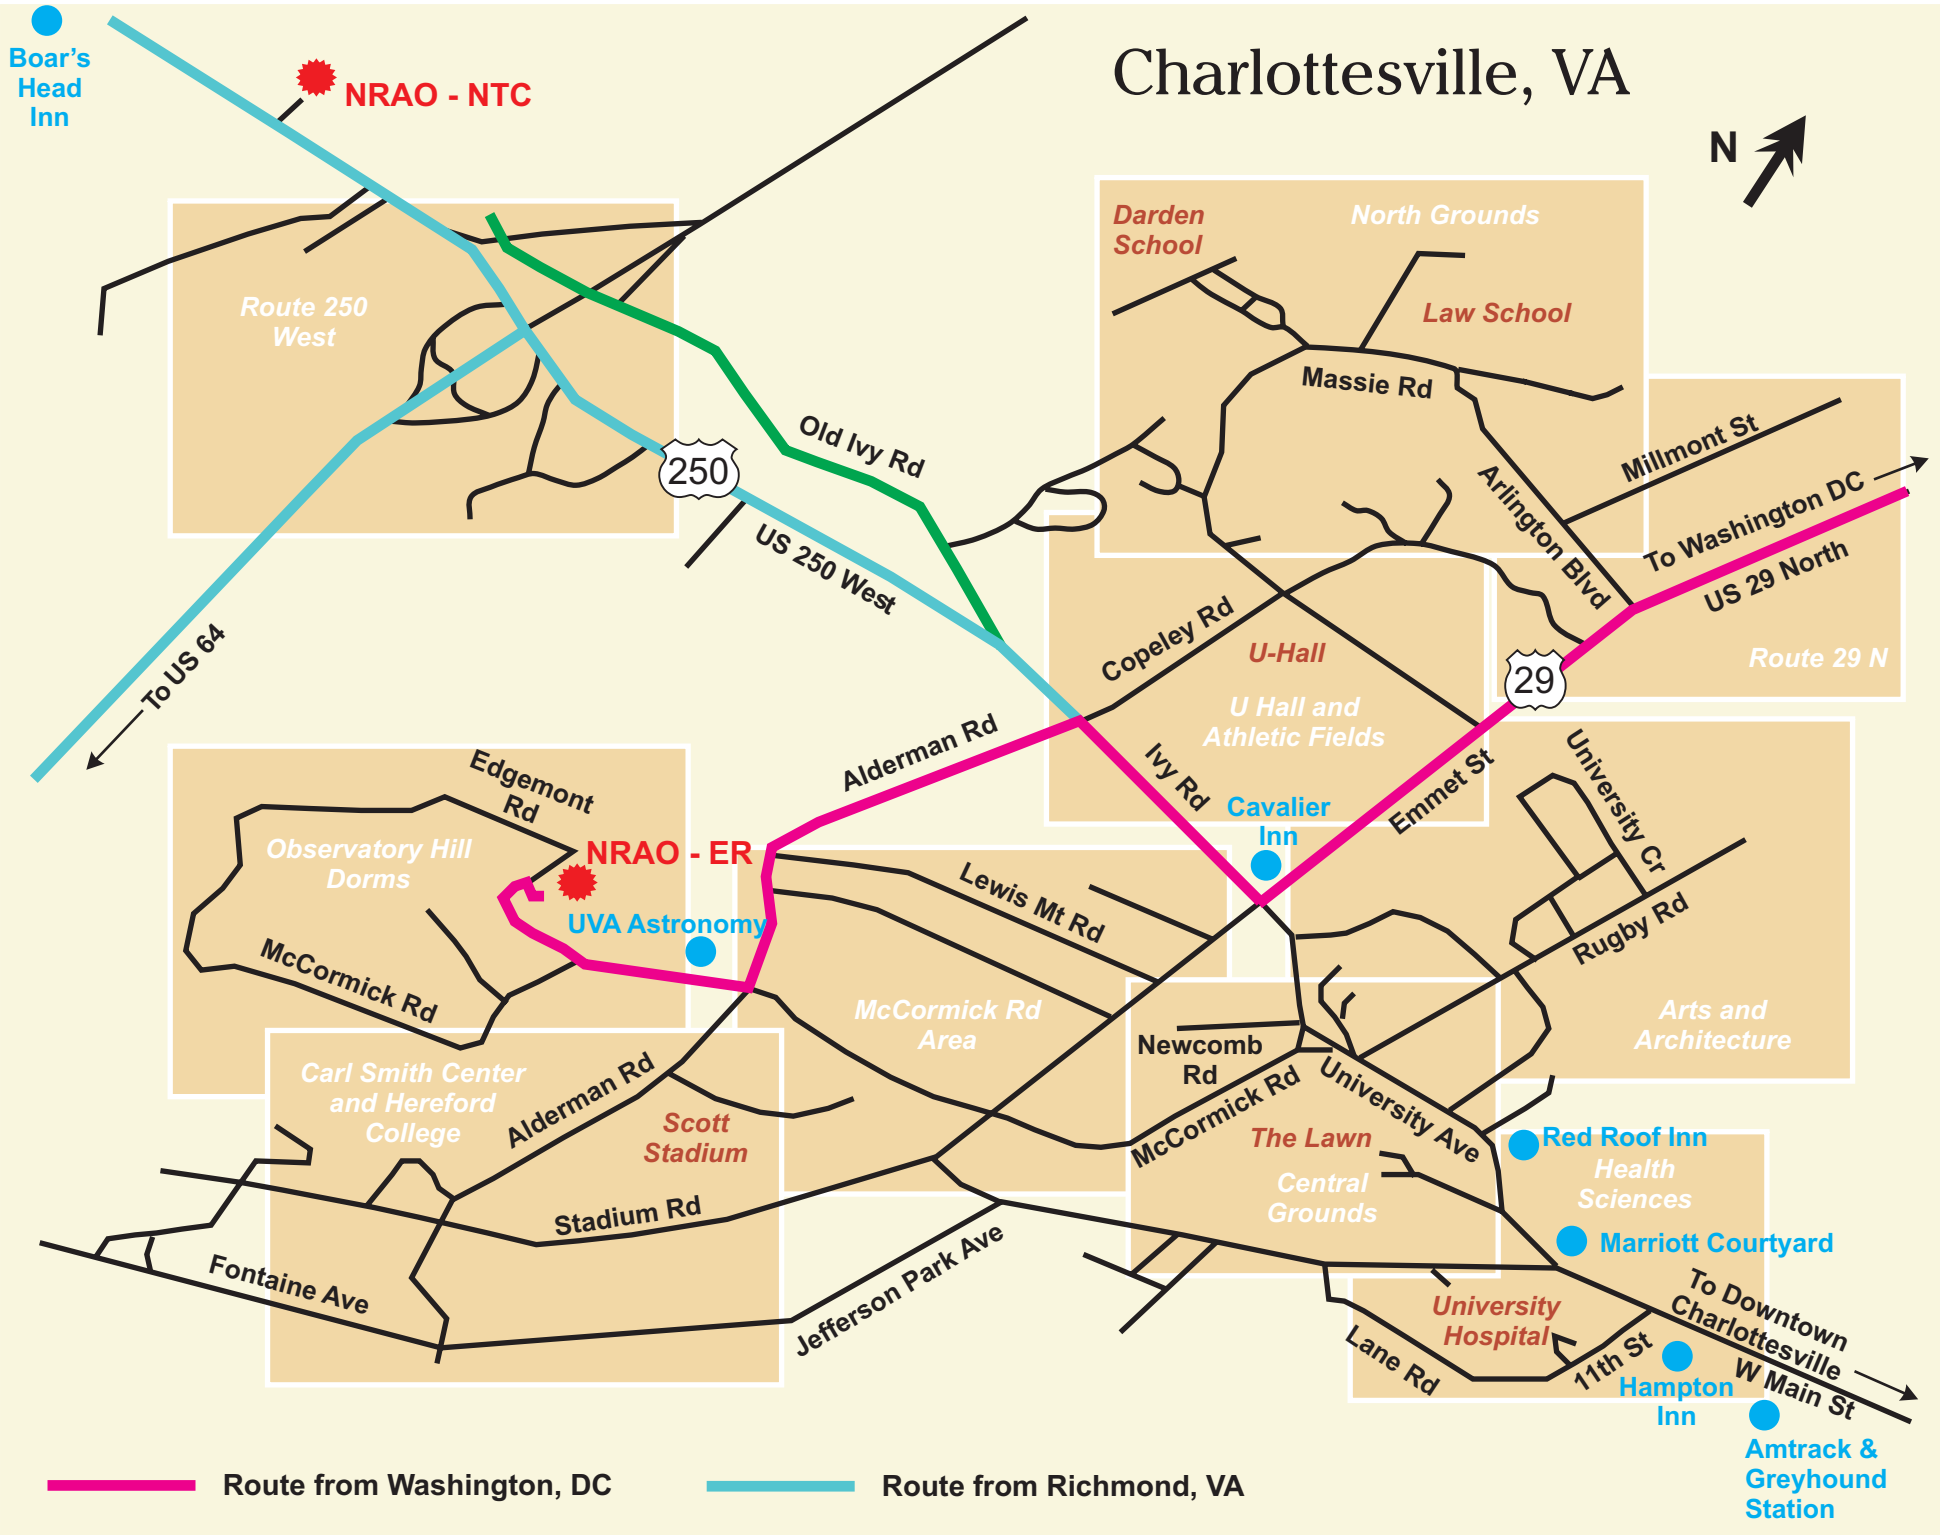 Charlottesville, VA
N
Boar's
Head
Inn
NRAO - NTC
Route 250
West
Darden
School
North Grounds
Law School
Massie Rd
Old Ivy Rd
250
US 250 West
Millmont St
Arlington Blvd
To Washington DC
US 29 North
29
Route 29 N
To US 64
Copeley Rd
U-Hall
U Hall and
Athletic Fields
Alderman Rd
Ivy Rd
Emmet St
Cavalier
Inn
University Cr
Rugby Rd
Edgemont
Rd
Observatory Hill
Dorms
NRAO - ER
UVA Astronomy
McCormick Rd
Lewis Mt Rd
McCormick Rd
Area
Arts and
Architecture
Newcomb
Rd
McCormick Rd
University Ave
Carl Smith Center
and Hereford
College
Alderman Rd
Scott
Stadium
The Lawn
Central
Grounds
Red Roof Inn
Health
Sciences
Marriott Courtyard
Stadium Rd
Fontaine Ave
Jefferson Park Ave
University
Hospital
Lane Rd
11th St
To Downtown
Charlottesville
W Main St
Hampton
Inn
Amtrack &
Greyhound
Station
Route from Washington, DC
Route from Richmond, VA